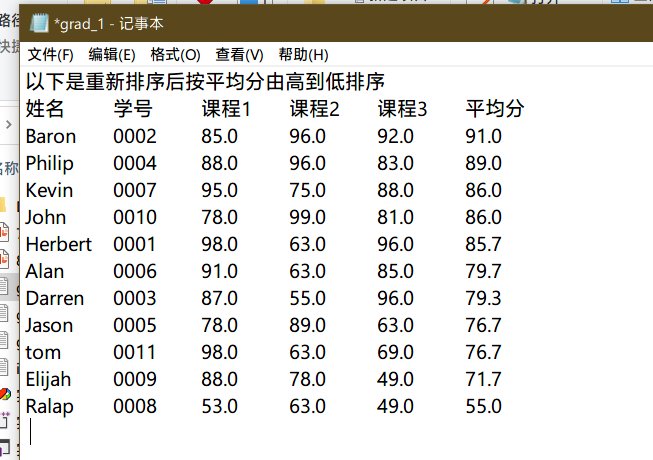 *grad_1 - 记事本
文件(F) 编辑(E) 格式(O) 查看(V) 帮助(H)
以下是重新排序后按平均分由高到低排序
姓名 学号 课程1 课程2 课程3 平均分
Baron 0002 85.0 96.0 92.0 91.0
Philip 0004 88.0 96.0 83.0 89.0
Kevin 0007 95.0 75.0 88.0 86.0
John 0010 78.0 99.0 81.0 86.0
Herbert 0001 98.0 63.0 96.0 85.7
Alan 0006 91.0 63.0 85.0 79.7
Darren 0003 87.0 55.0 96.0 79.3
Jason 0005 78.0 89.0 63.0 76.7
tom 0011 98.0 63.0 69.0 76.7
Elijah 0009 88.0 78.0 49.0 71.7
Ralap 0008 53.0 63.0 49.0 55.0